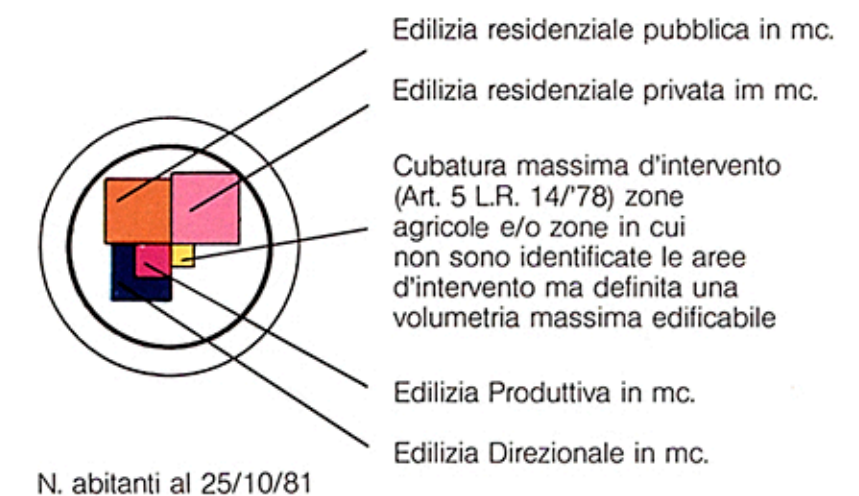 Edilizia residenziale pubblica in mc.
Edilizia residenziale privata im mc.
Cubatura massima d'intervento
(Art. 5 L.R. 14/'78) zone
agricole e/o zone in cui
non sono identificate le aree
d'intervento ma definita una
volumetria massima edificabile
Edilizia Produttiva in mc.
Edilizia Direzionale in mc.
N. abitanti al 25/10/81